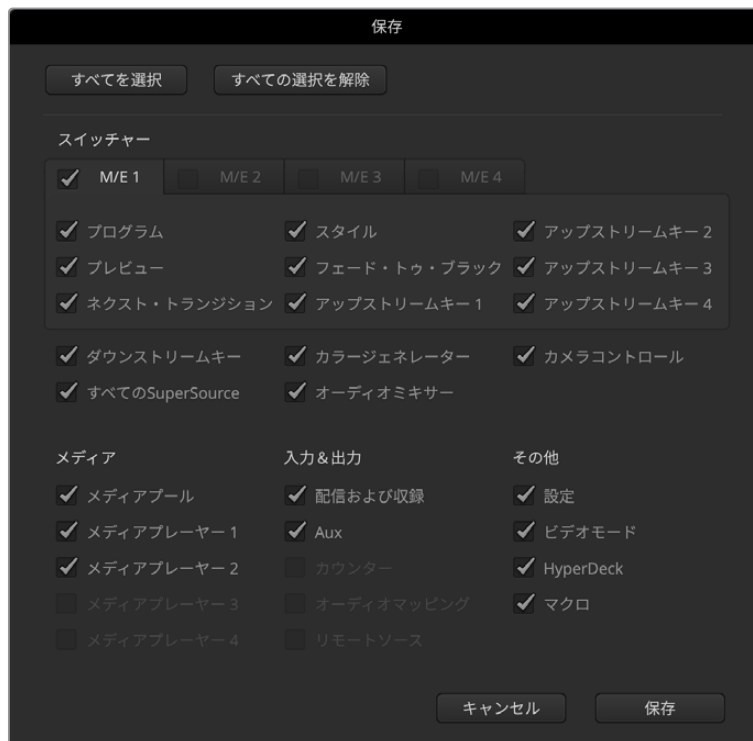 保存
すべてを選択 すべての選択を解除
スイッチャー
M/E 1 M/E 2 M/E 3 M/E 4
プログラム スタイル アップストリームキー 2
プレビュー フェード・トゥ・ブラック アップストリームキー 3
ネクスト・トランジション アップストリームキー 1 アップストリームキー 4
ダウンストリームキー カラージェネレーター カメラコントロール
すべてのSuperSource オーディオミキサー
メディア 入力＆出力 その他
メディアプール 配信および収録 設定
メディアプレーヤー 1 Aux ビデオモード
メディアプレーヤー 2 カウンター HyperDeck
メディアプレーヤー 3 オーディオマッピング マクロ
メディアプレーヤー 4 リモートソース
キャンセル 保存